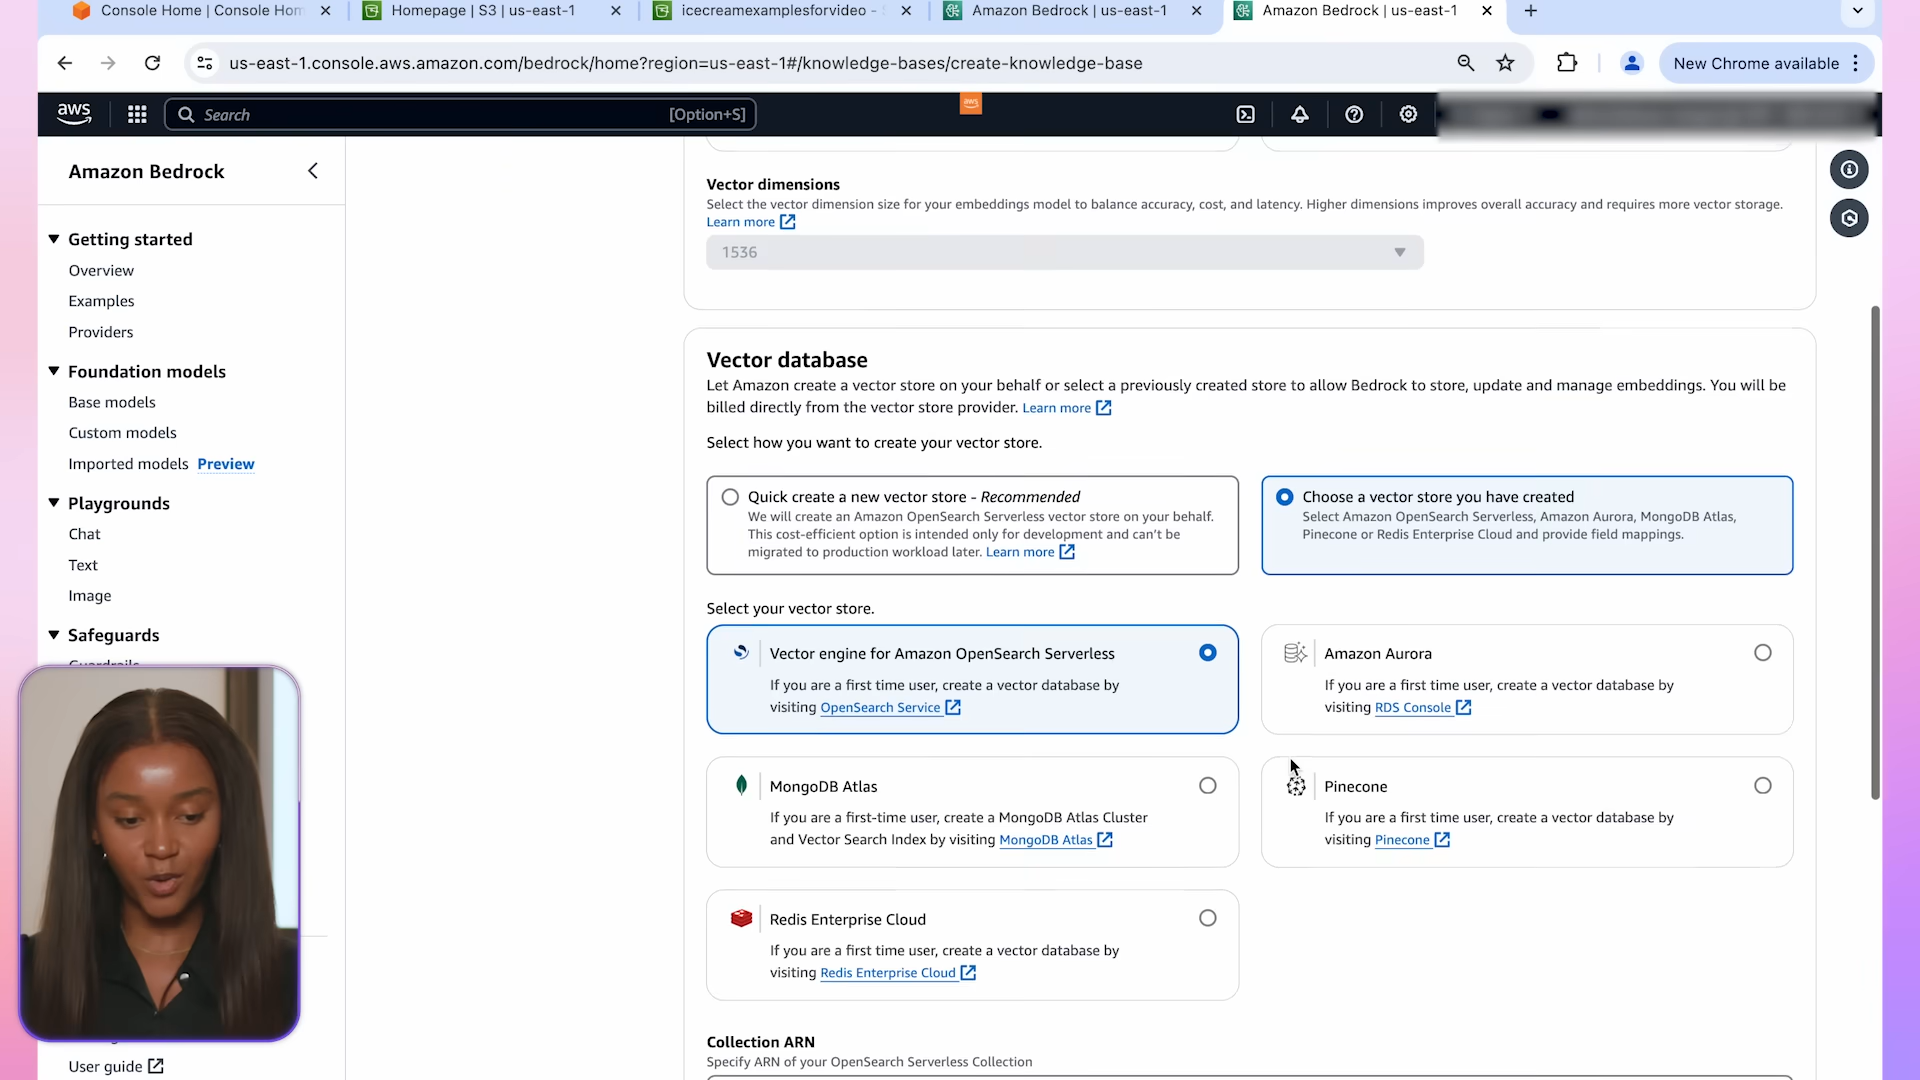 Console Home | Console Hom
Homepage | S3 | us-east-1
icecreamexamplesforvideo -
Amazon Bedrock | us-east-1
Amazon Bedrock | us-east-1
us-east-1.console.aws.amazon.com/bedrock/home?region=us-east-1#/knowledge-bases/create-knowledge-base
New Chrome available
aws
Search
[Option+S]
aws
Amazon Bedrock
Getting started
Overview
Examples
Providers
Foundation models
Base models
Custom models
Imported models Preview
Playgrounds
Chat
Text
Image
Safeguards
Guardrails
User guide
Vector dimensions
Select the vector dimension size for your embeddings model to balance accuracy, cost, and latency. Higher dimensions improves overall accuracy and requires more vector storage.
Learn more
1536
Vector database
Let Amazon create a vector store on your behalf or select a previously created store to allow Bedrock to store, update and manage embeddings. You will be
billed directly from the vector store provider. Learn more
Select how you want to create your vector store.
Quick create a new vector store - Recommended
We will create an Amazon OpenSearch Serverless vector store on your behalf.
This cost-efficient option is intended only for development and can't be
migrated to production workload later. Learn more
Choose a vector store you have created
Select Amazon OpenSearch Serverless, Amazon Aurora, MongoDB Atlas,
Pinecone or Redis Enterprise Cloud and provide field mappings.
Select your vector store.
Vector engine for Amazon OpenSearch Serverless
If you are a first time user, create a vector database by
visiting OpenSearch Service
Amazon Aurora
If you are a first time user, create a vector database by
visiting RDS Console
MongoDB Atlas
If you are a first-time user, create a MongoDB Atlas Cluster
and Vector Search Index by visiting MongoDB Atlas
Pinecone
If you are a first time user, create a vector database by
visiting Pinecone
Redis Enterprise Cloud
If you are a first time user, create a vector database by
visiting Redis Enterprise Cloud
Collection ARN
Specify ARN of your OpenSearch Serverless Collection